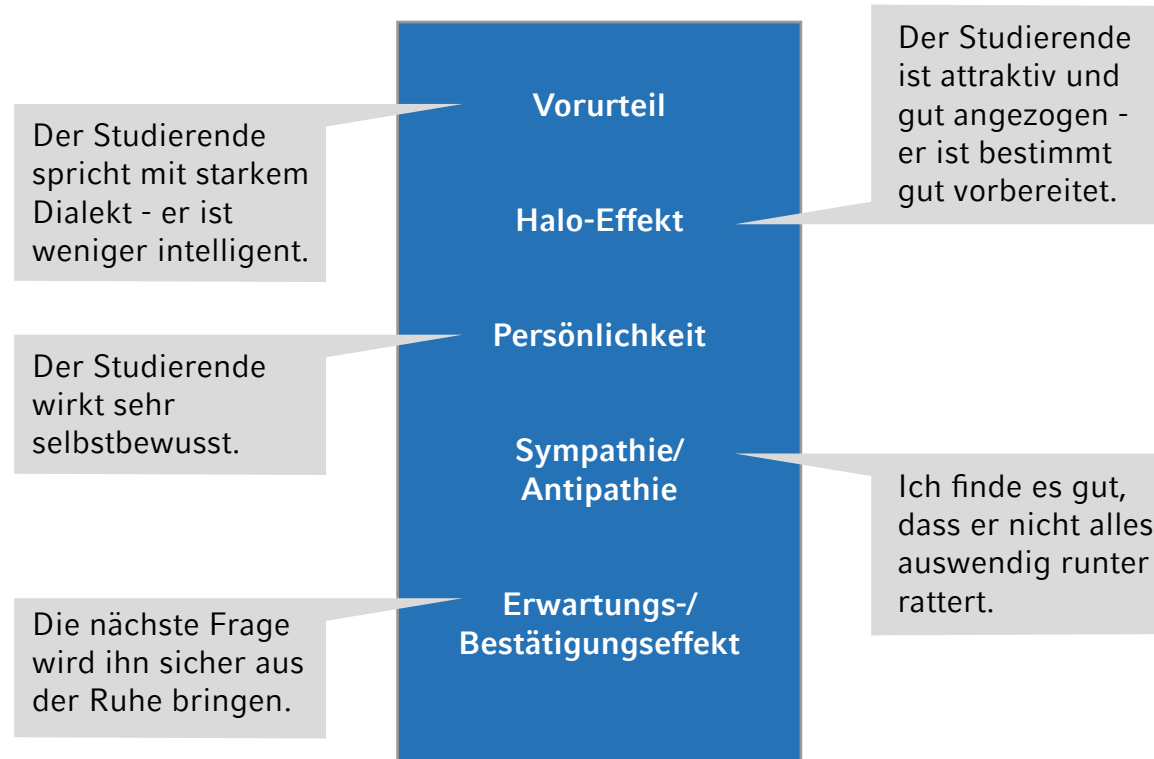 Vorurteil
Der Studierende
spricht mit starkem
Dialekt - er ist
weniger intelligent.
Der Studierende
ist attraktiv und
gut angezogen -
er ist bestimmt
gut vorbereitet.
Halo-Effekt
Persönlichkeit
Der Studierende
wirkt sehr
selbstbewusst.
Sympathie/
Antipathie
Ich finde es gut,
dass er nicht alles
auswendig runter
rattert.
Erwartungs-/
Bestätigungseffekt
Die nächste Frage
wird ihn sicher aus
der Ruhe bringen.